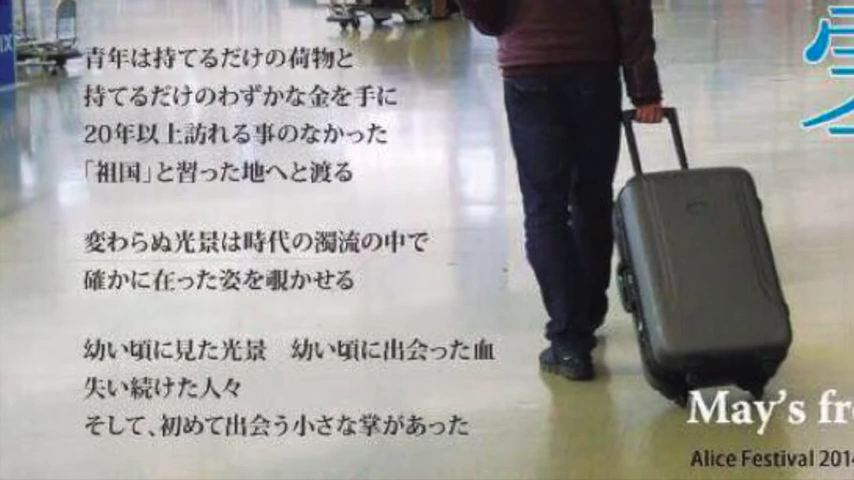 青年は持てるだけの荷物と
持てるだけのわずかな金を手に
20年以上訪れる事のなかった
「祖国」と習った地へと渡る
変わらぬ光景は時代の濁流の中で
確かに在った姿を覗かせる
幼い頃に見た光景　幼い頃に出会った血
失い続けた人々
そして、初めて出会う小さな掌があった
May's
Alice Festival 2014